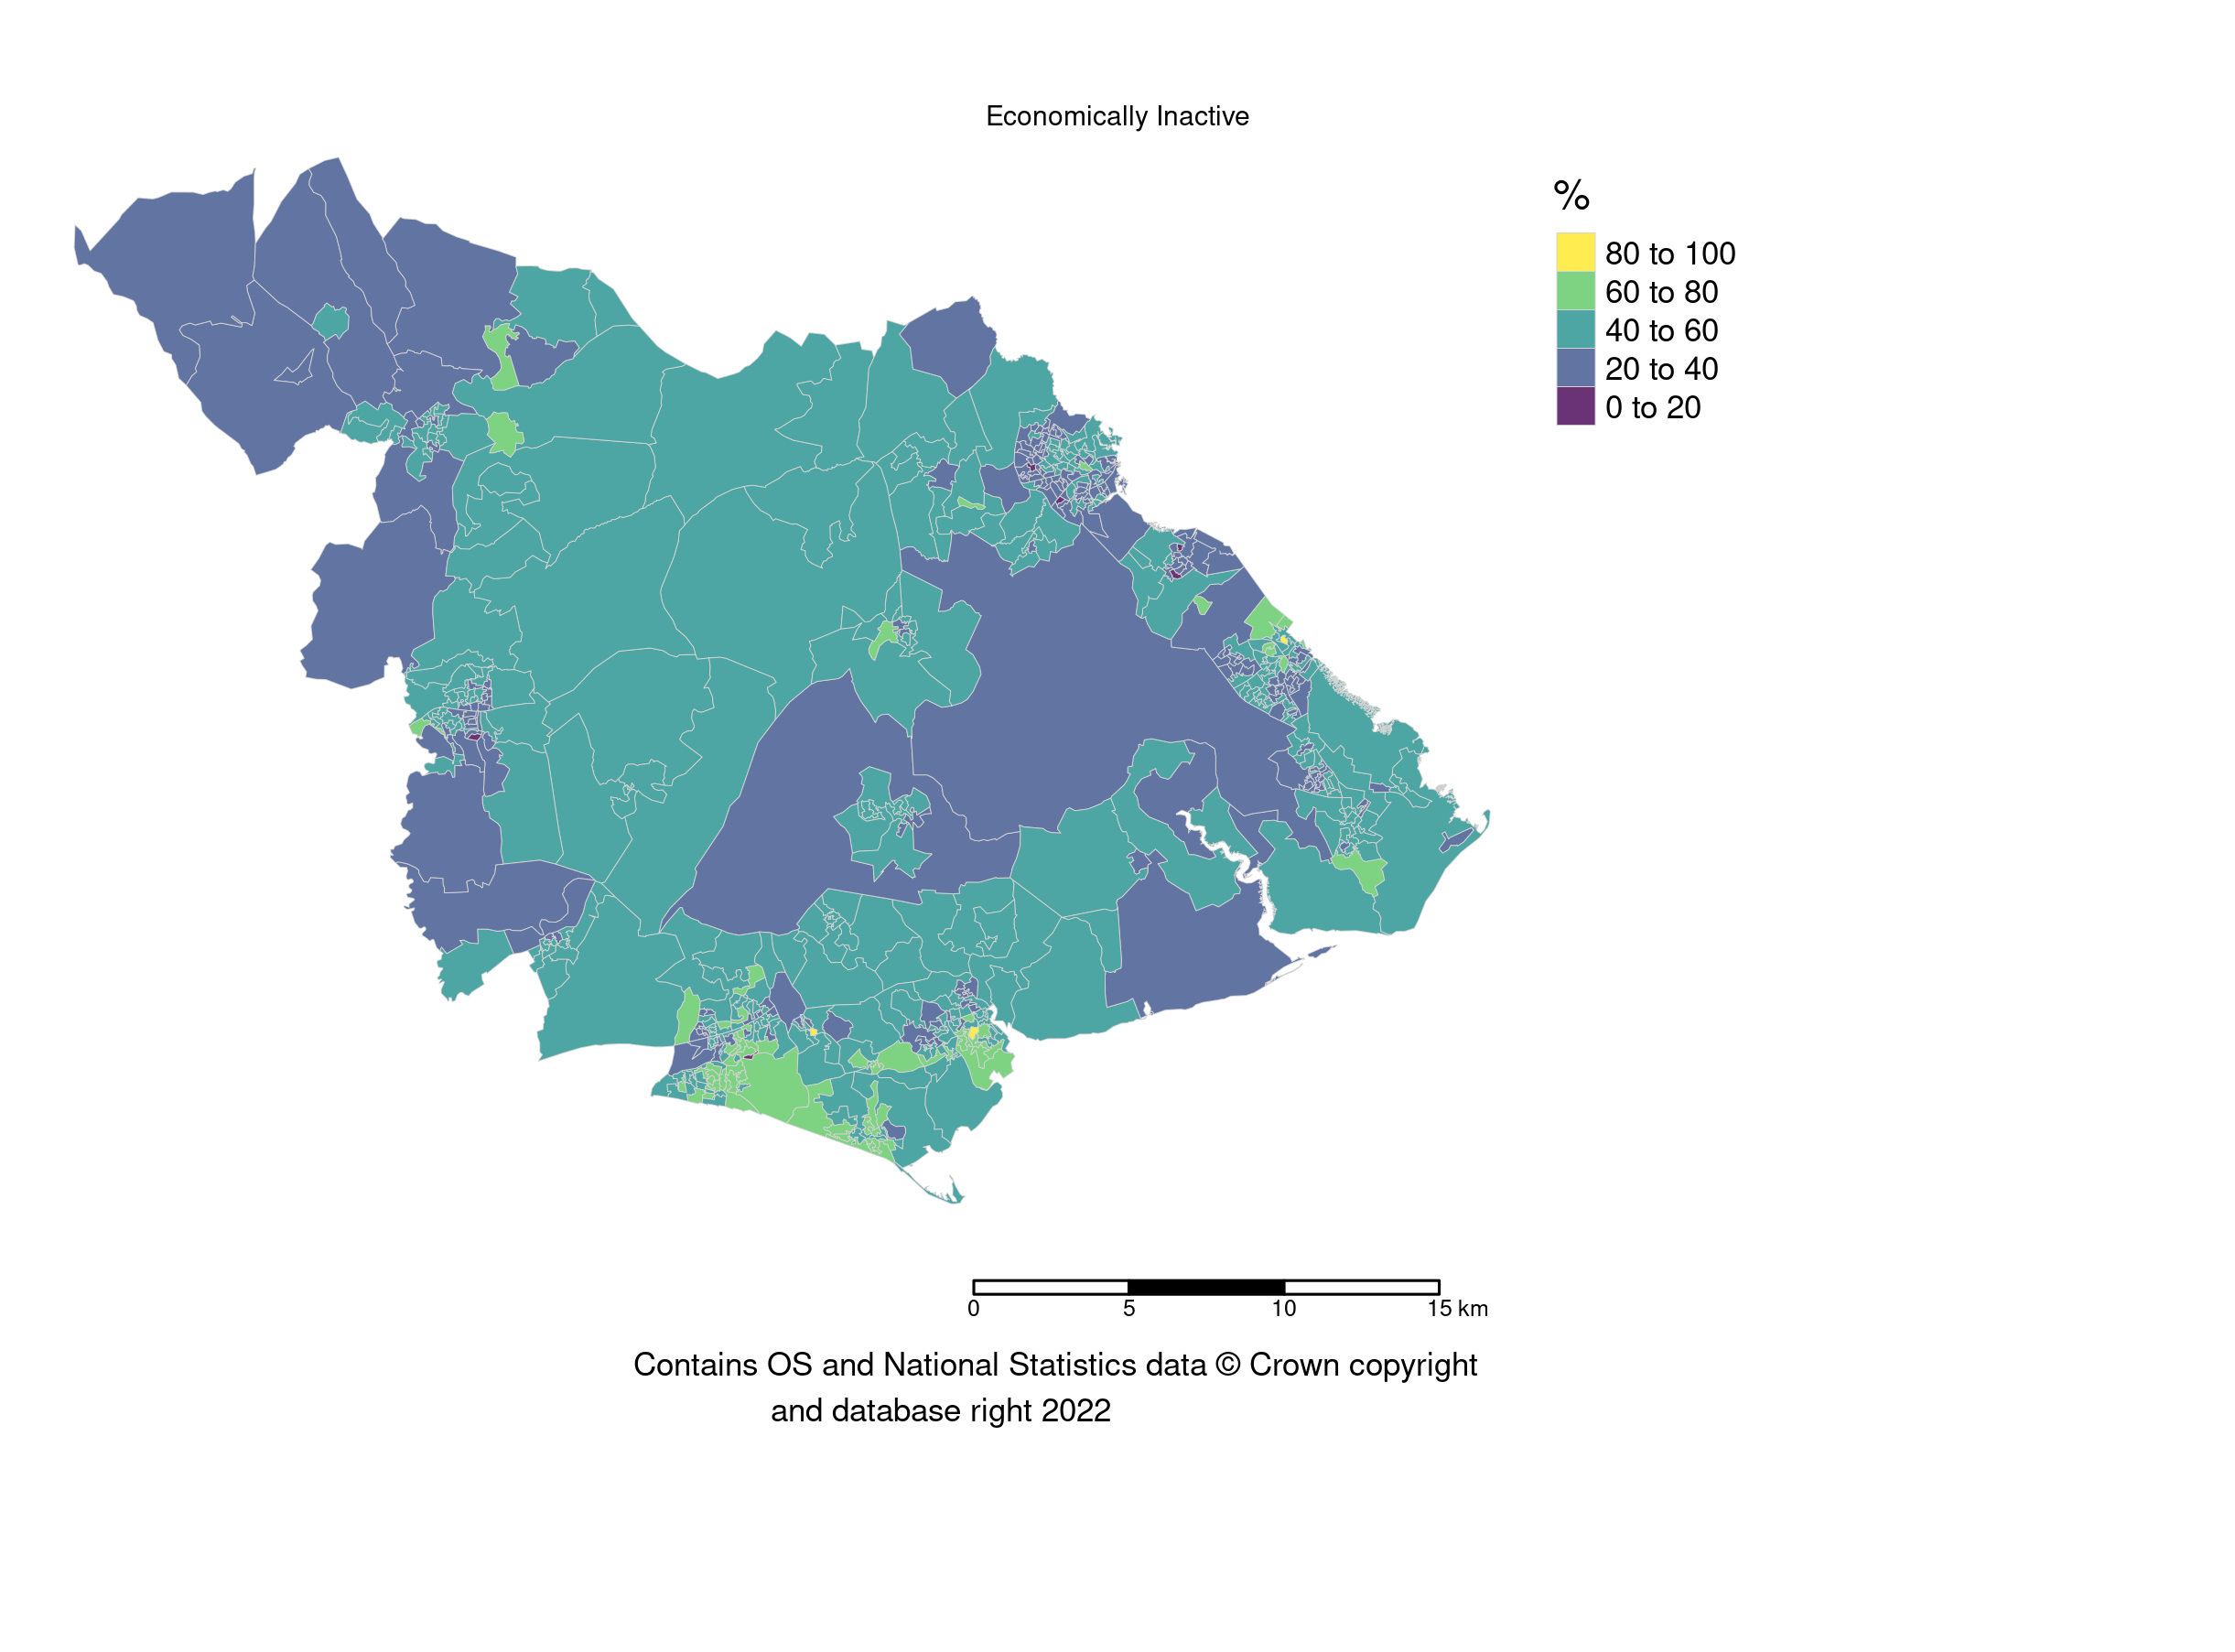 Economically Inactive
%
80 to 100
60 to 80
40 to 60
20 to 40
0 to 20
0 5 10 15 km
Contains OS and National Statistics data © Crown copyright
and database right 2022